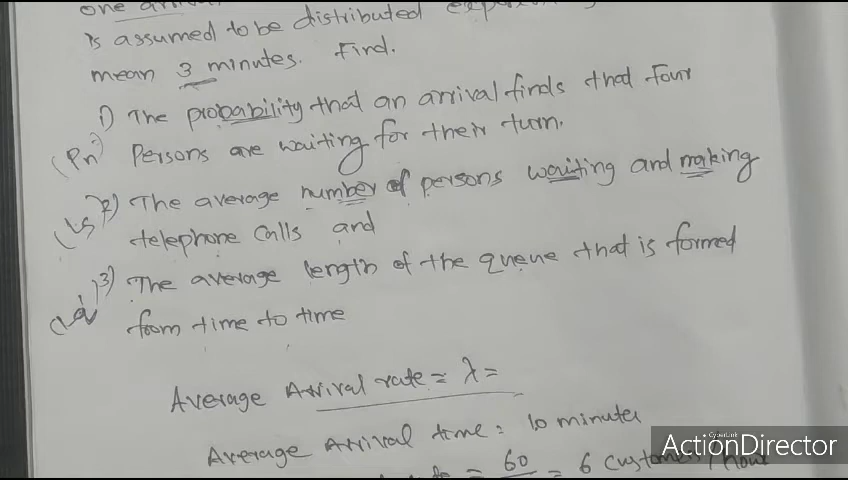 one arrival
is assumed to be distributed
mean 3 minutes. Find.
1) The probability that an arrival finds that four
(Pn) Persons are waiting for their turn.
(Ls) 2) The average number of persons waiting and making
telephone calls and
3) The average length of the queue that is formed
from time to time
Average Arrival rate = λ =
Average Arrival time = 10 minutes
= 60 = 6 customers/hour
CyberLink
ActionDirector